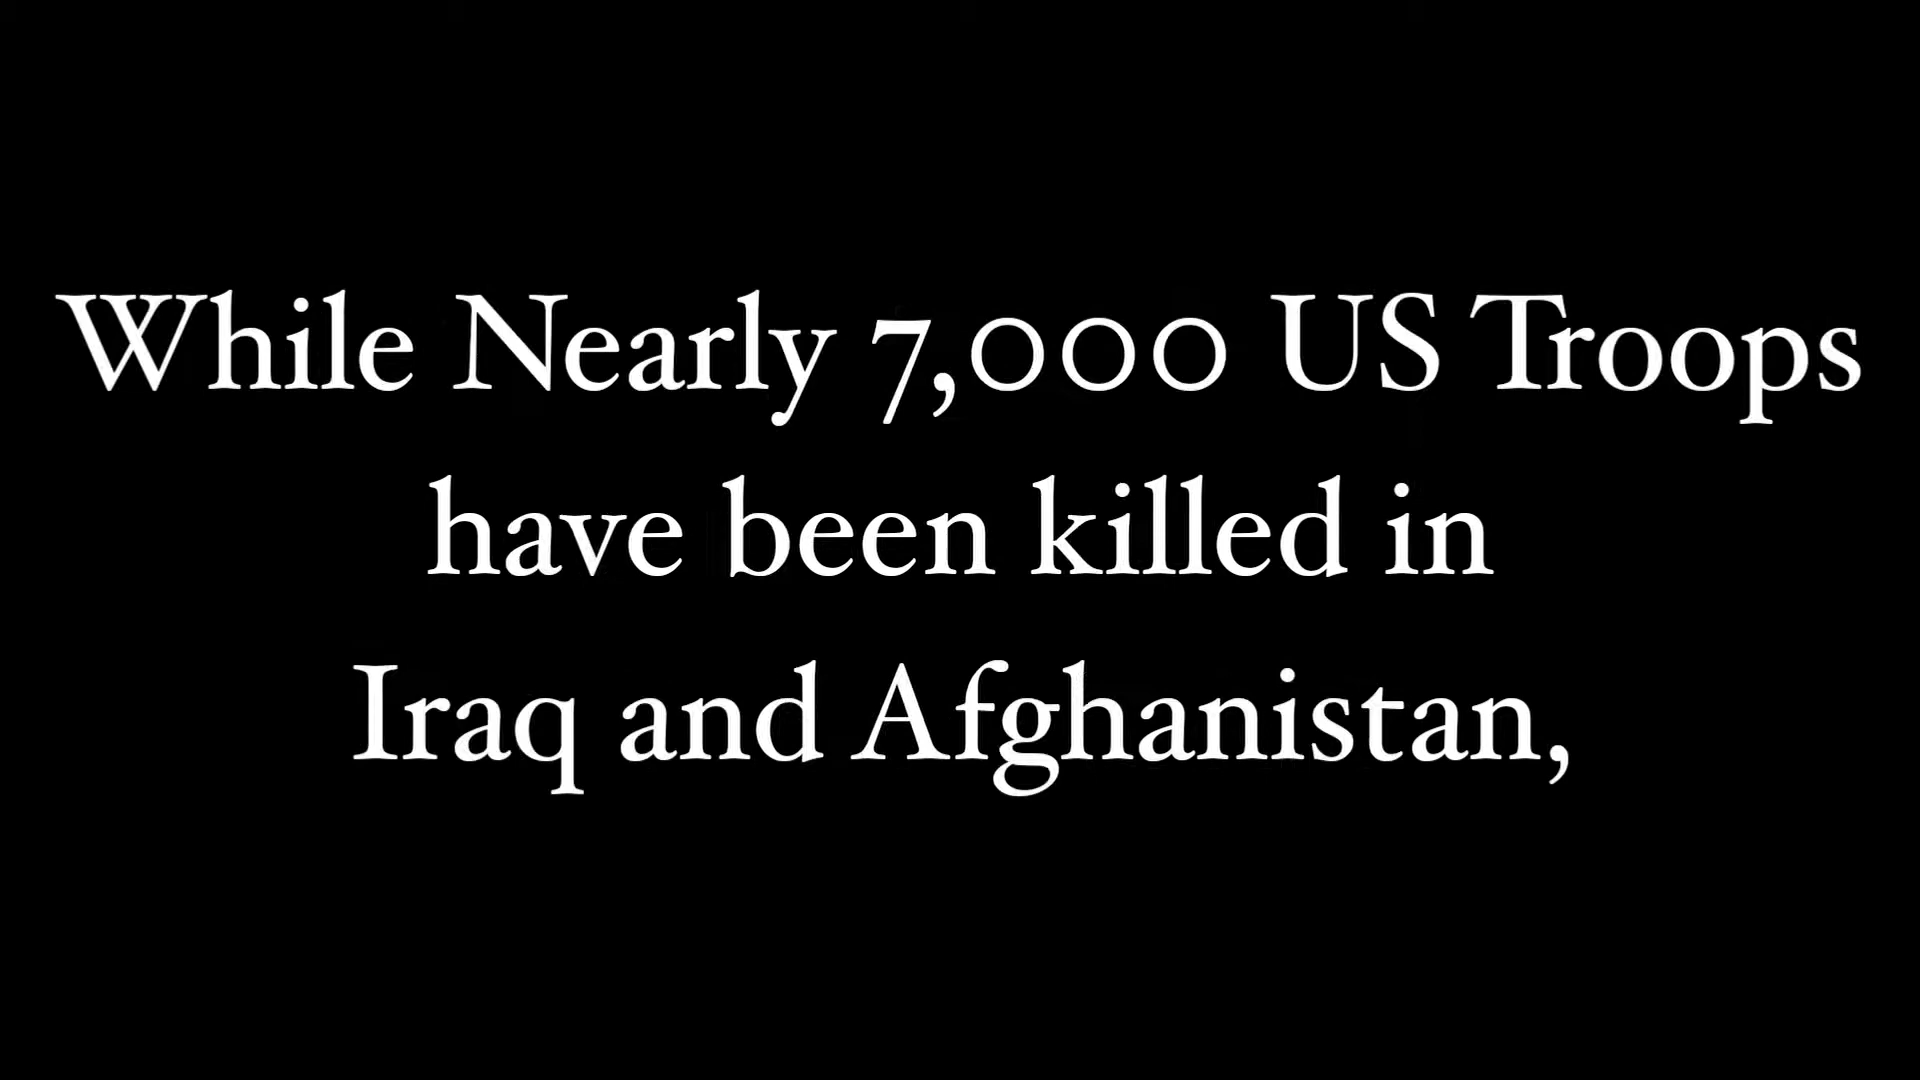 While Nearly 7,000 US Troops
have been killed in
Iraq and Afghanistan,